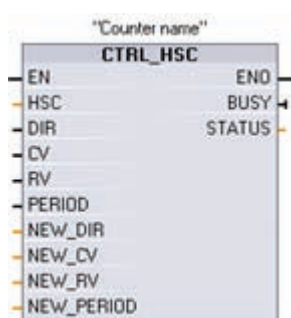 "Counter name"
CTRL_HSC
EN ENO
HSC BUSY
DIR STATUS
CV
RV
PERIOD
NEW_DIR
NEW_CV
NEW_RV
NEW_PERIOD